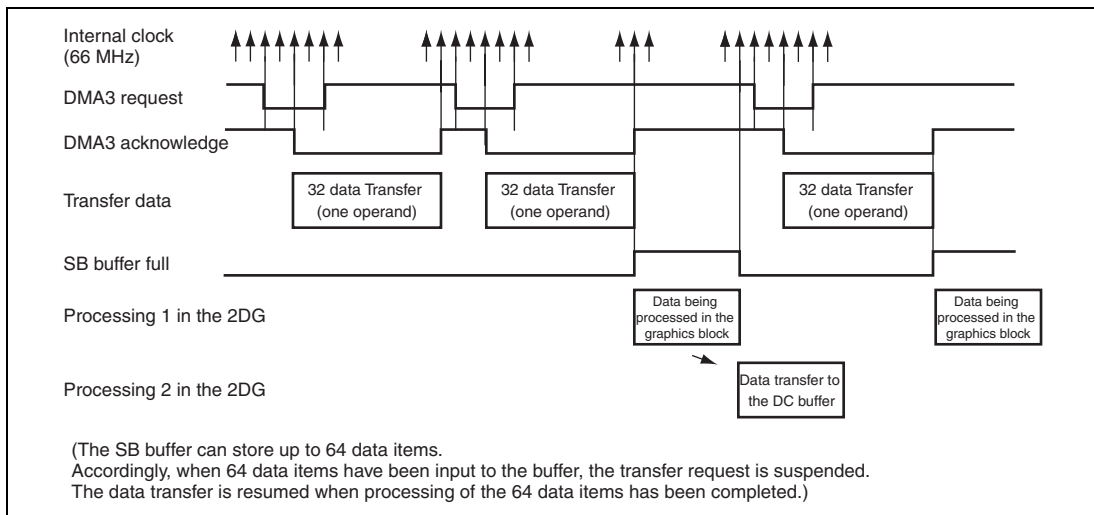 Internal clock
(66 MHz)
DMA3 request
DMA3 acknowledge
Transfer data
32 data Transfer
(one operand)
32 data Transfer
(one operand)
32 data Transfer
(one operand)
SB buffer full
Processing 1 in the 2DG
Data being
processed in the
graphics block
Data being
processed in the
graphics block
Processing 2 in the 2DG
Data transfer to
the DC buffer
(The SB buffer can store up to 64 data items.
Accordingly, when 64 data items have been input to the buffer, the transfer request is suspended.
The data transfer is resumed when processing of the 64 data items has been completed.)